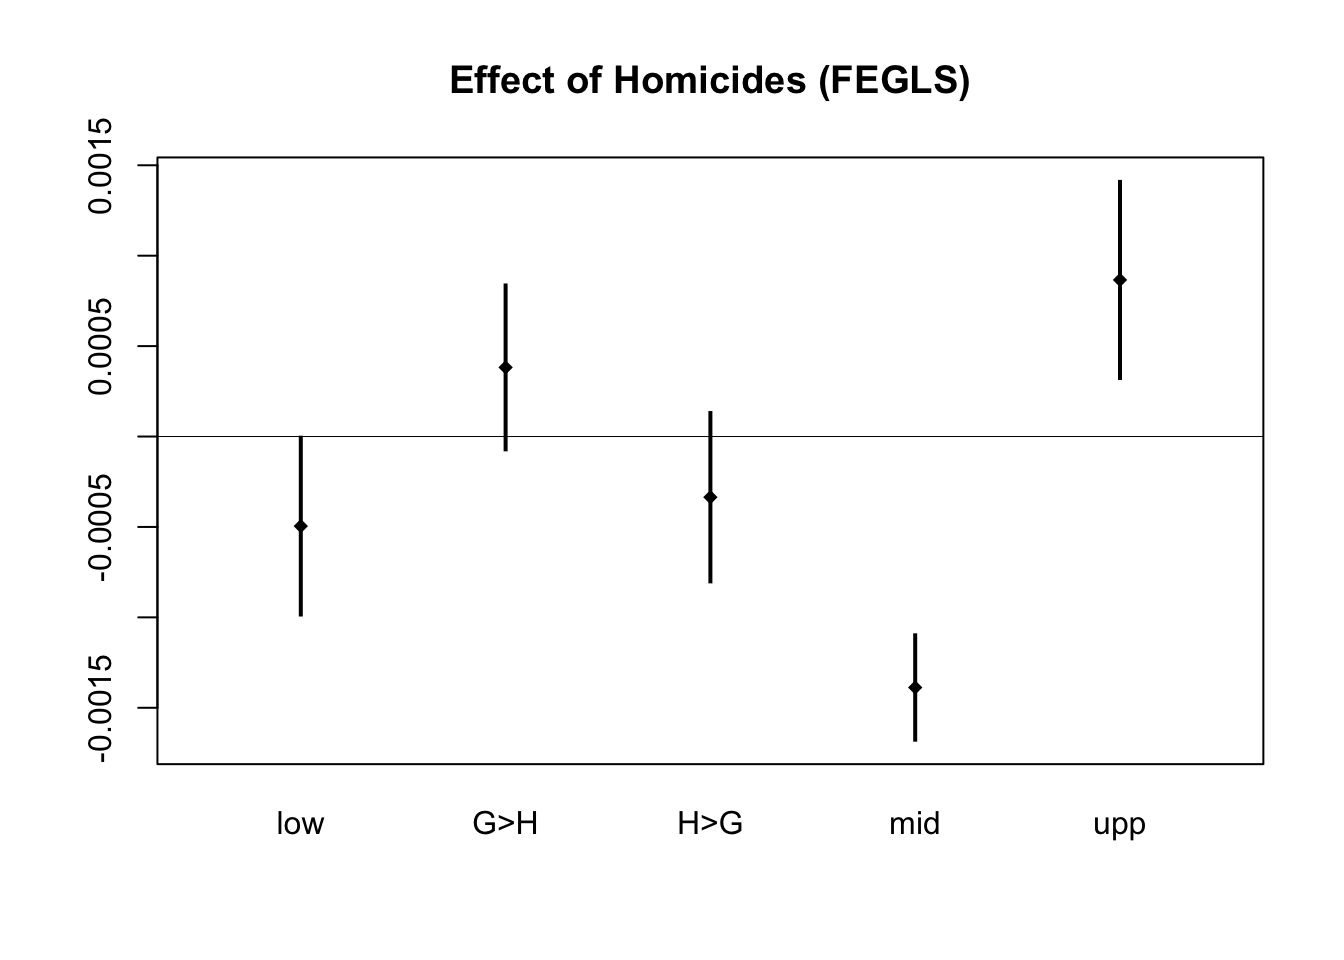 Effect of Homicides (FEGLS)
0.0015
0.0005
-0.0005
-0.0015
low G>H H>G mid upp